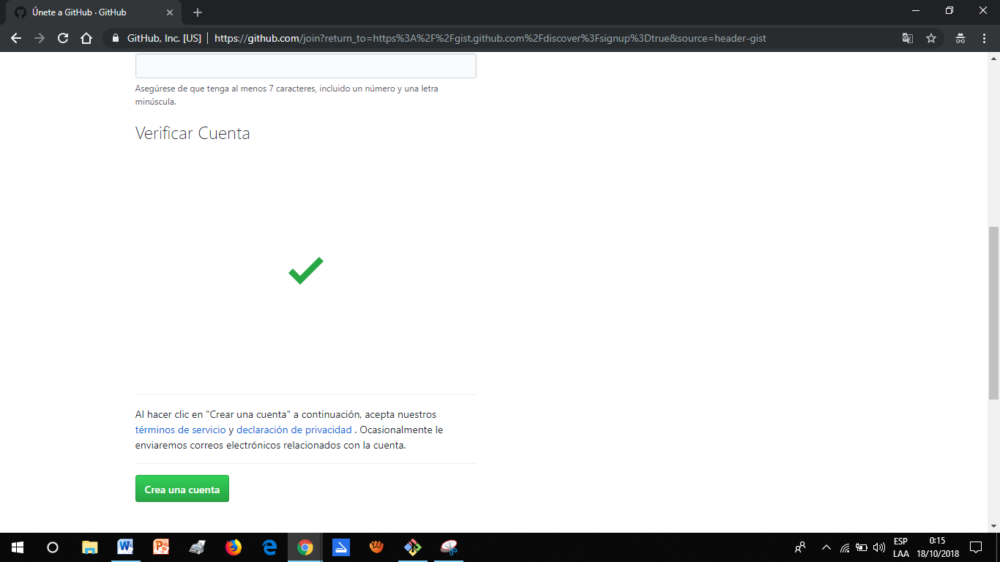 Únete a GitHub · GitHub
GitHub, Inc. [US]
https://github.com/join?return_to=https%3A%2F%2Fgist.github.com%2Fdiscover%3Fsignup%3Dtrue&source=header-gist
Asegúrese de que tenga al menos 7 caracteres, incluido un número y una letra
minúscula.
Verificar Cuenta
Al hacer clic en "Crear una cuenta" a continuación, acepta nuestros
términos de servicio y declaración de privacidad . Ocasionalmente le
enviaremos correos electrónicos relacionados con la cuenta.
Crea una cuenta
ESP
LAA
0:15
18/10/2018